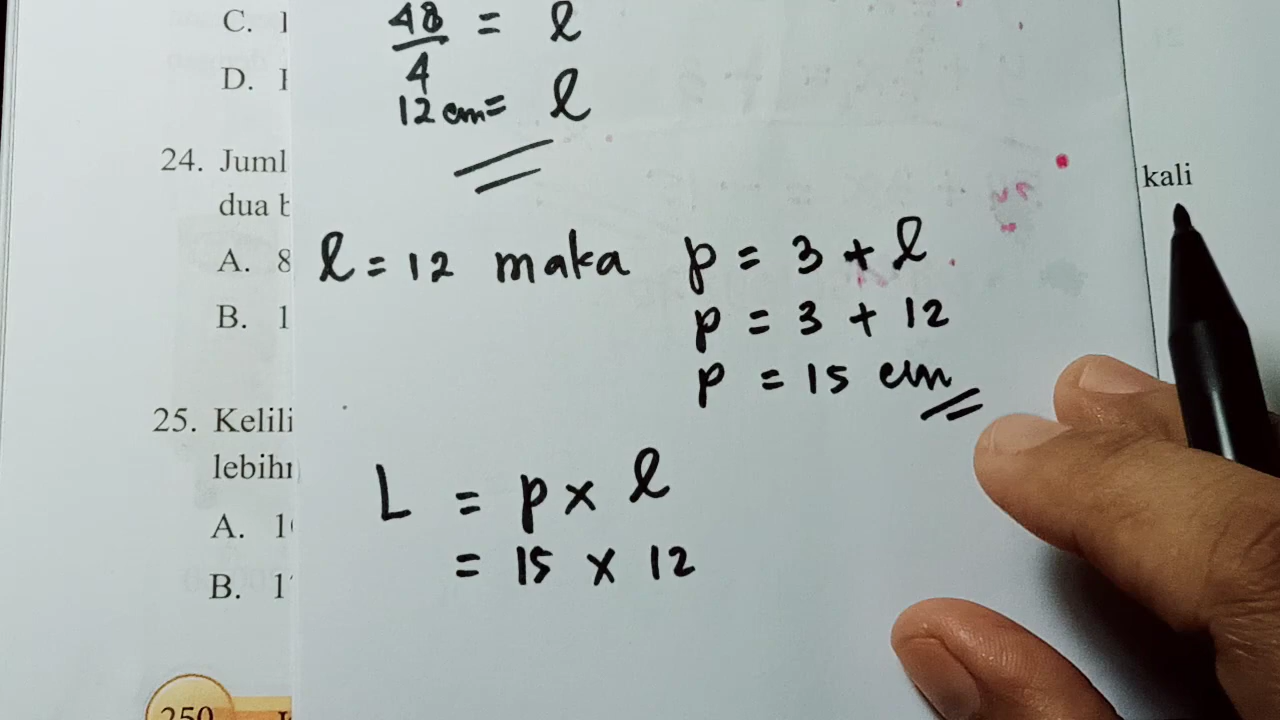 C.
48/4 = l
D.
12 cm = l
24. Juml
kali
dua b
A. 8
l = 12 maka p = 3 + l
B. 1
p = 3 + 12
p = 15 cm
25. Kelili
lebihn
L = p x l
A. 1
= 15 x 12
B. 1
250